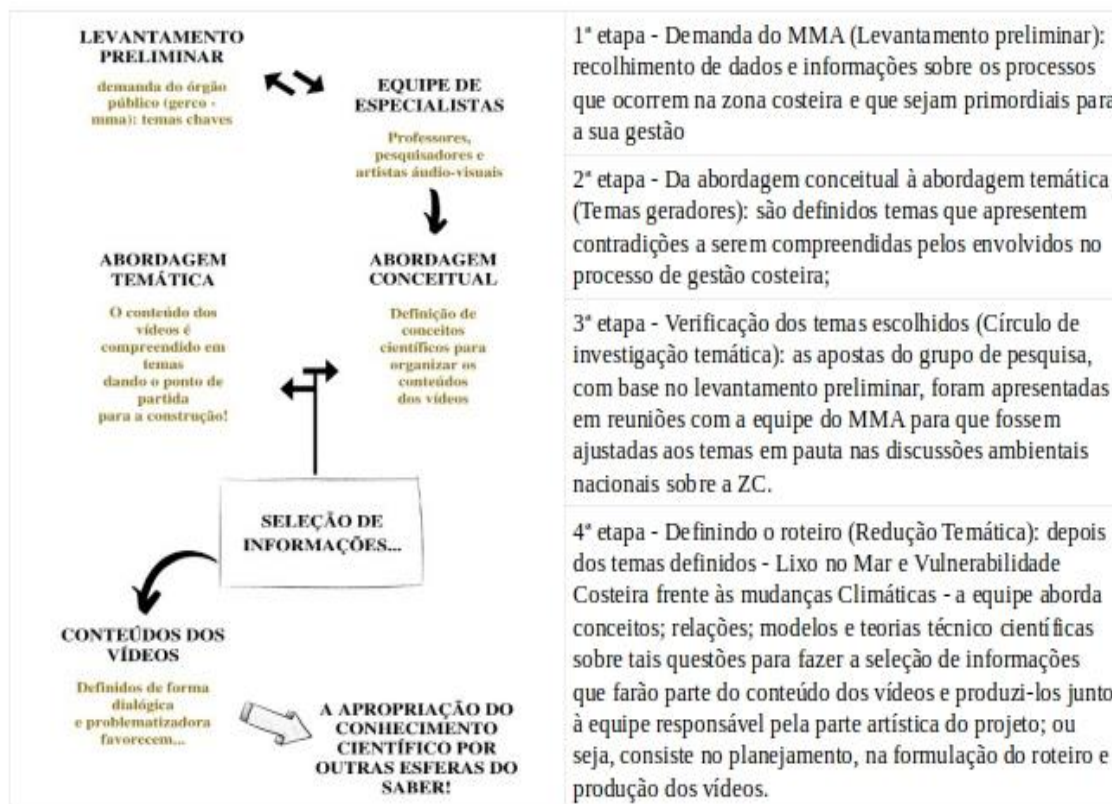 LEVANTAMENTO
PRELIMINAR
demanda do órgão
público (gerco -
mma): temas chaves
EQUIPE DE
ESPECIALISTAS
Professores,
pesquisadores e
artistas áudio-visuais
ABORDAGEM
TEMÁTICA
O conteúdo dos
vídeos é
compreendido em
temas
dando o ponto de
partida
para a construção!
ABORDAGEM
CONCEITUAL
Definição de
conceitos
científicos para
organizar os
conteúdos
dos vídeos
SELEÇÃO DE
INFORMAÇÕES...
CONTEÚDOS DOS
VÍDEOS
Definidos de forma
dialógica
e problematizadora
favorecem...
A APROPRIAÇÃO DO
CONHECIMENTO
CIENTÍFICO POR
OUTRAS ESFERAS DO
SABER!
1ª etapa - Demanda do MMA (Levantamento preliminar):
recolhimento de dados e informações sobre os processos
que ocorrem na zona costeira e que sejam primordiais para
a sua gestão
2ª etapa - Da abordagem conceitual à abordagem temática
(Temas geradores): são definidos temas que apresentem
contradições a serem compreendidas pelos envolvidos no
processo de gestão costeira;
3ª etapa - Verificação dos temas escolhidos (Círculo de
investigação temática): as apostas do grupo de pesquisa,
com base no levantamento preliminar, foram apresentadas
em reuniões com a equipe do MMA para que fossem
ajustadas aos temas em pauta nas discussões ambientais
nacionais sobre a ZC.
4ª etapa - Definindo o roteiro (Redução Temática): depois
dos temas definidos - Lixo no Mar e Vulnerabilidade
Costeira frente às mudanças Climáticas - a equipe aborda
conceitos; relações; modelos e teorias técnico científicas
sobre tais questões para fazer a seleção de informações
que farão parte do conteúdo dos vídeos e produzi-los junto
à equipe responsável pela parte artística do projeto; ou
seja, consiste no planejamento, na formulação do roteiro e
produção dos vídeos.